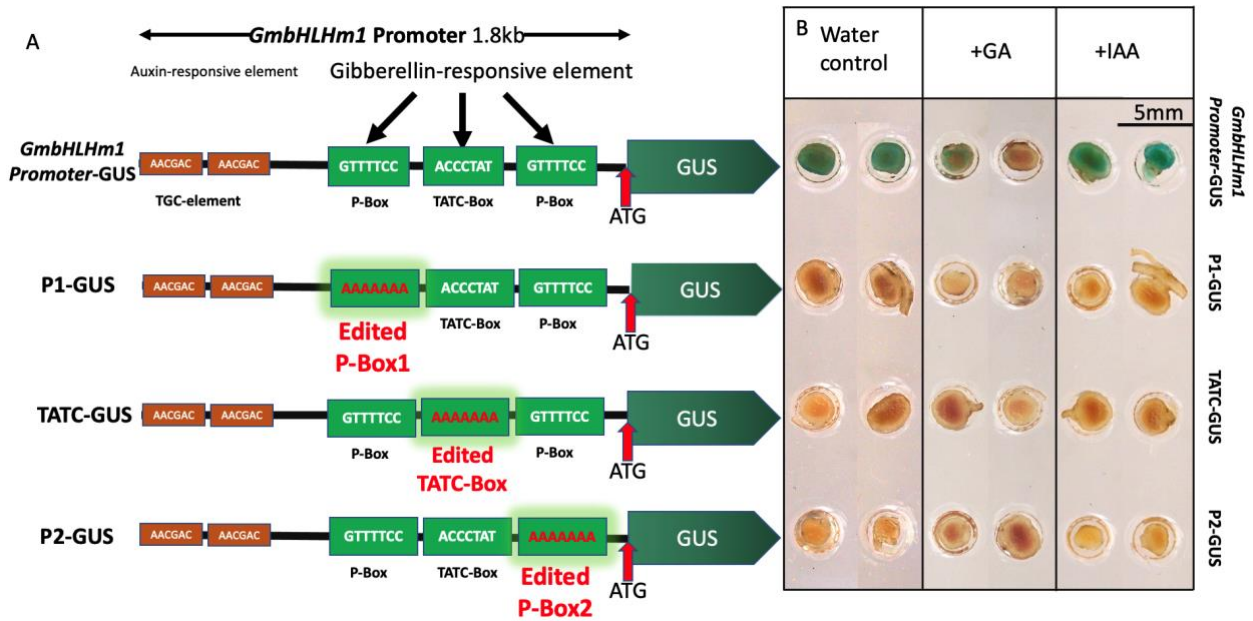 A
GmbHLHm1 Promoter 1.8kb
Auxin-responsive element
Gibberellin-responsive element
GmbHLHm1
Promoter-GUS
AACGAC AACGAC GTTTTCC ACCCTAT GTTTTCC GUS
TGC-element P-Box TATC-Box P-Box
ATG
P1-GUS
AACGAC AACGAC AAAAAAA ACCCTAT GTTTTCC GUS
Edited
P-Box1
TATC-Box P-Box
ATG
TATC-GUS
AACGAC AACGAC GTTTTCC AAAAAAA GTTTTCC GUS
P-Box
Edited
TATC-Box
P-Box
ATG
P2-GUS
AACGAC AACGAC GTTTTCC ACCCTAT AAAAAAA GUS
P-Box TATC-Box
Edited
P-Box2
ATG
B
Water
control
+GA
+IAA
5mm
GmbHLHm1
Promoter-GUS
P1-GUS
TATC-GUS
P2-GUS